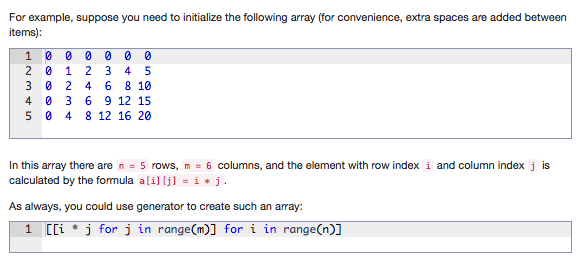 For example, suppose you need to initialize the following array (for convenience, extra spaces are added between
items):
1 0 0 0 0 0 0
2 0 1 2 3 4 5
3 0 2 4 6 8 10
4 0 3 6 9 12 15
5 0 4 8 12 16 20
In this array there are n = 5 rows, m = 6 columns, and the element with row index i and column index j is
calculated by the formula a[i][j] = i * j.
As always, you could use generator to create such an array:
1 [[i * j for j in range(m)] for i in range(n)]